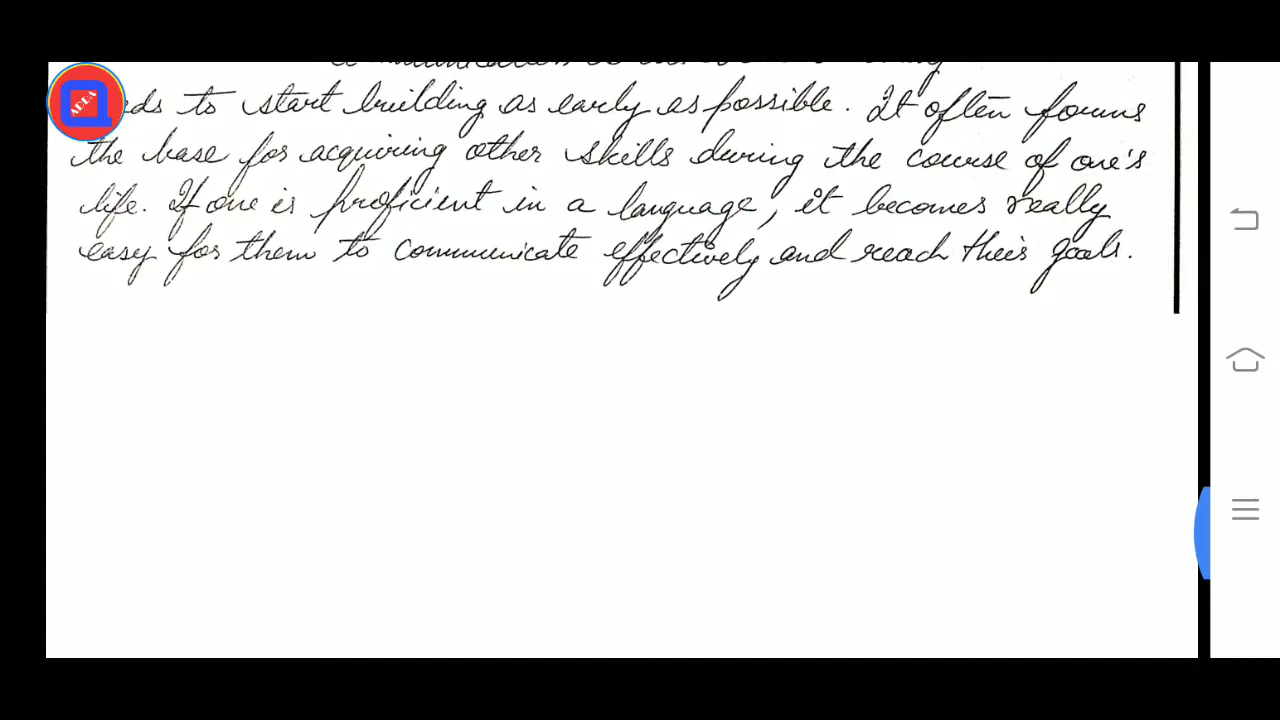 ADDA
to start building as early as possible. It often forms
the base for acquiring other skills during the course of one's
life. If one is proficient in a language, it becomes really
easy for them to communicate effectively and reach their goals.